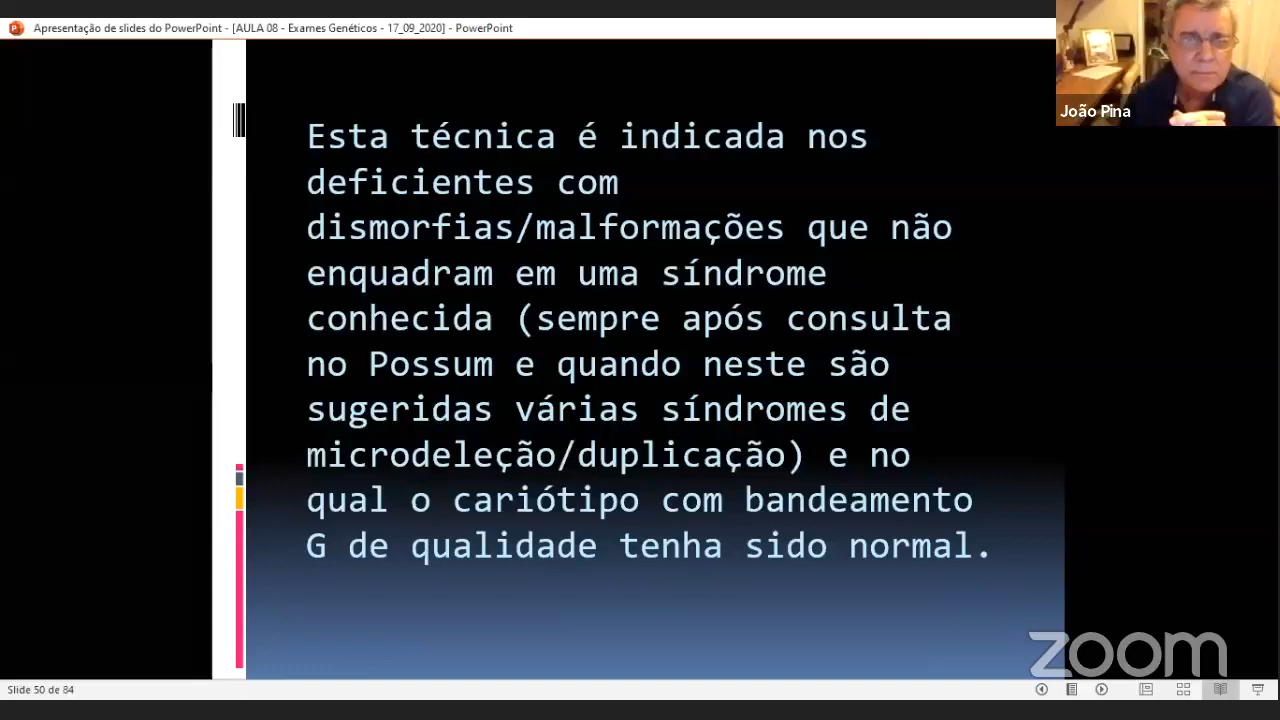 Apresentação de slides do PowerPoint - [AULA 08 - Exames Genéticos - 17_09_2020] - PowerPoint
João Pina
Esta técnica é indicada nos
deficientes com
dismorfias/malformações que não
enquadram em uma síndrome
conhecida (sempre após consulta
no Possum e quando neste são
sugeridas várias síndromes de
microdeleção/duplicação) e no
qual o cariótipo com bandeamento
G de qualidade tenha sido normal.
zoom
Slide 50 de 84